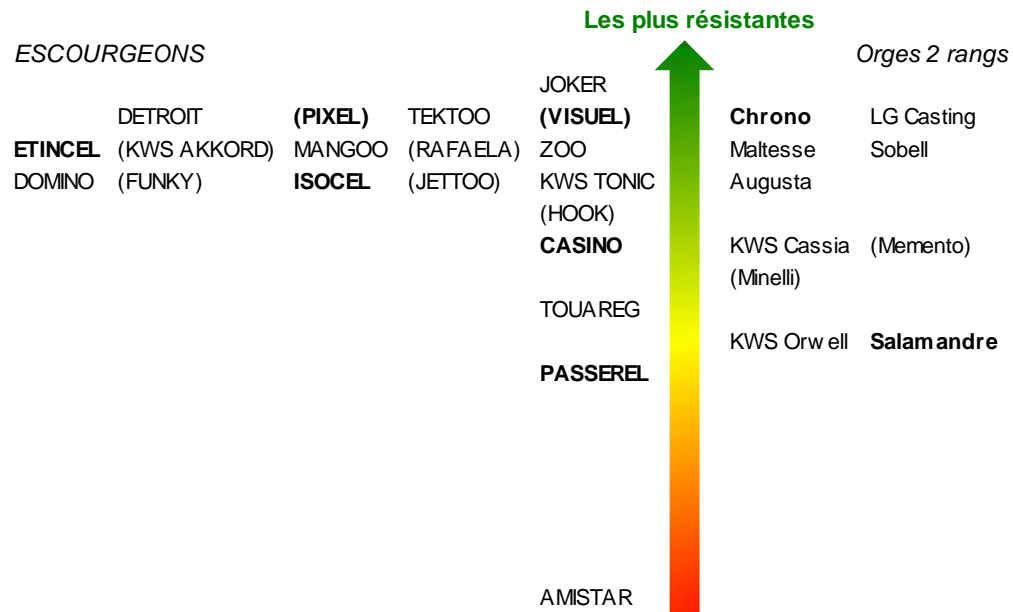 Les plus résistantes
ESCOURGEONS Orges 2 rangs
JOKER
DETROIT (PIXEL) TEKTOO (VISUEL) Chrono LG Casting
ETINCEL (KWS AKKORD) MANGOO (RAFAELA) ZOO Maltesse Sobell
DOMINO (FUNKY) ISOCEL (JETTOO) KWS TONIC Augusta
(HOOK)
CASINO KWS Cassia (Memento)
(Minelli)
TOUAREG
KWS Orwell Salamandre
PASSEREL
AMISTAR